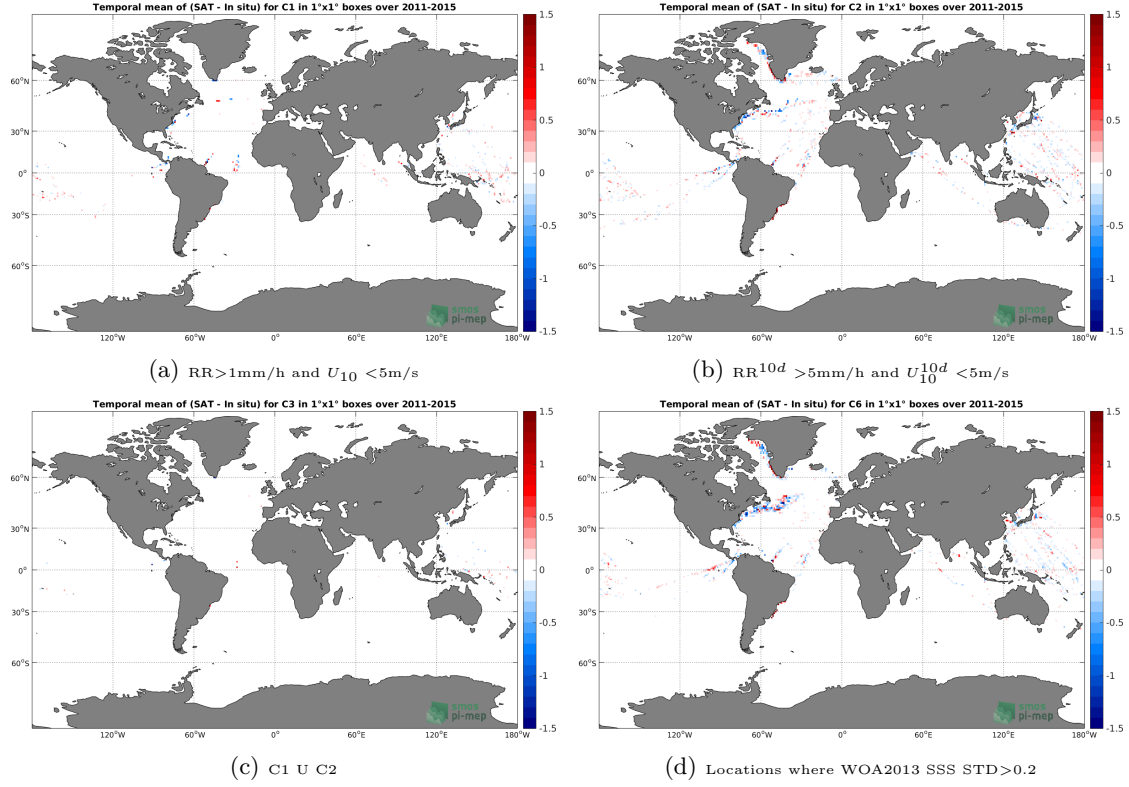 Temporal mean of (SAT - In situ) for C1 in 1°x1° boxes over 2011-2015
60°N
30°N
0°
30°S
60°S
120°W
60°W
0°
60°E
120°E
180°W
1.5
1
0.5
0
-0.5
-1
-1.5
smos
pi-mep
(a) RR>1mm/h and U10 <5m/s
Temporal mean of (SAT - In situ) for C2 in 1°x1° boxes over 2011-2015
60°N
30°N
0°
30°S
60°S
120°W
60°W
0°
60°E
120°E
180°W
1.5
1
0.5
0
-0.5
-1
-1.5
smos
pi-mep
(b) RR10d >5mm/h and U10 10d <5m/s
Temporal mean of (SAT - In situ) for C3 in 1°x1° boxes over 2011-2015
60°N
30°N
0°
30°S
60°S
120°W
60°W
0°
60°E
120°E
180°W
1.5
1
0.5
0
-0.5
-1
-1.5
smos
pi-mep
(c) C1 U C2
Temporal mean of (SAT - In situ) for C6 in 1°x1° boxes over 2011-2015
60°N
30°N
0°
30°S
60°S
120°W
60°W
0°
60°E
120°E
180°W
1.5
1
0.5
0
-0.5
-1
-1.5
smos
pi-mep
(d) Locations where WOA2013 SSS STD>0.2